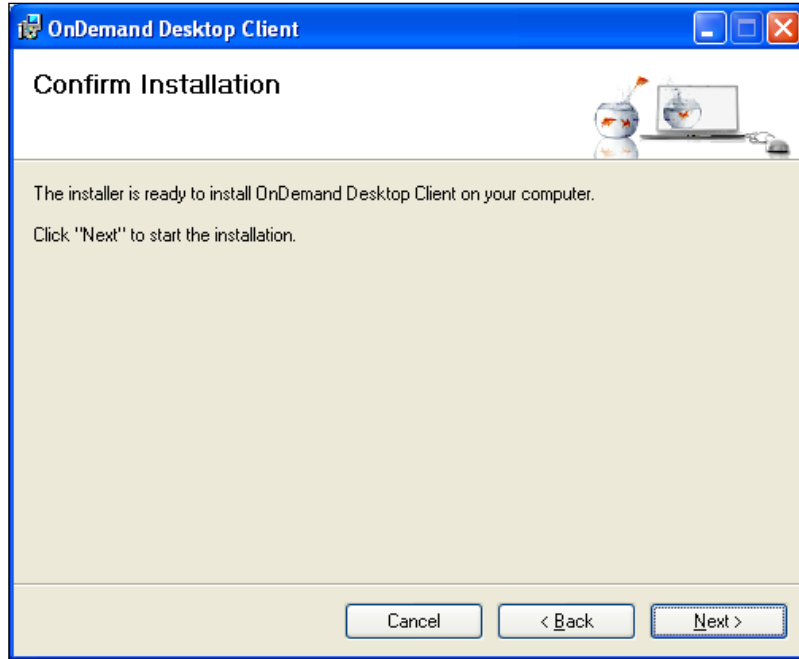 OnDemand Desktop Client
Confirm Installation
The installer is ready to install OnDemand Desktop Client on your computer.
Click "Next" to start the installation.
Cancel
< Back
Next >